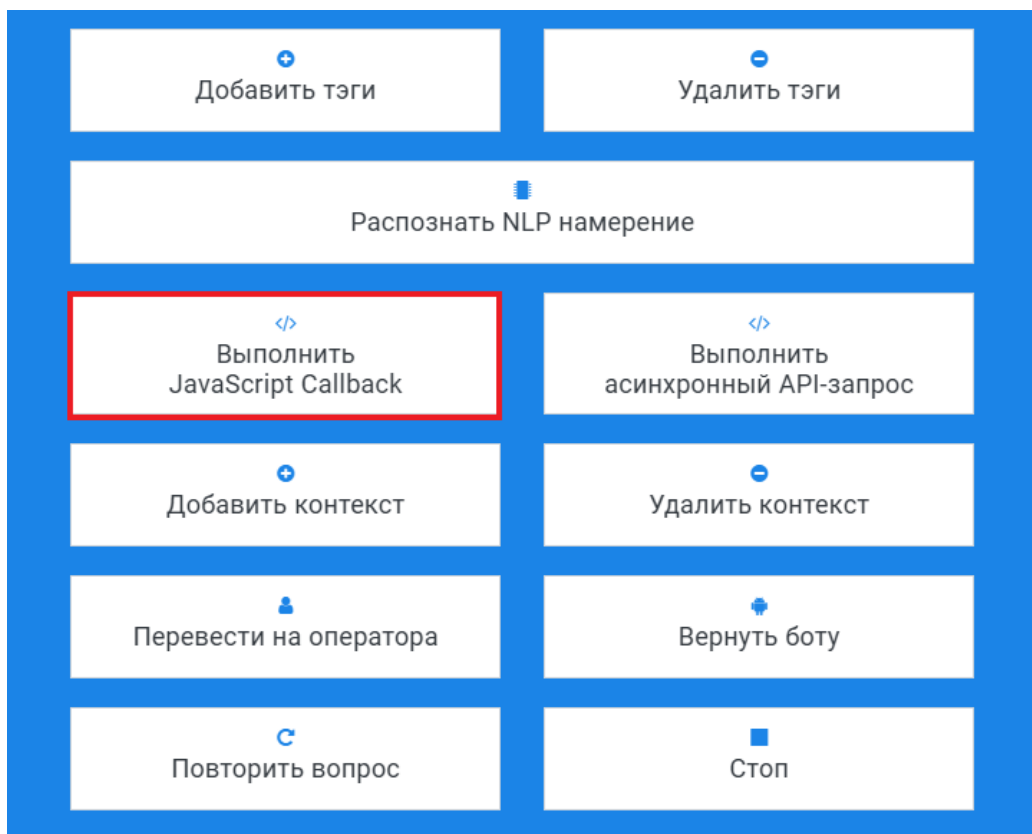 Добавить тэги
Удалить тэги
Распознать NLP намерение
Выполнить
JavaScript Callback
Выполнить
асинхронный API-запрос
Добавить контекст
Удалить контекст
Перевести на оператора
Вернуть боту
Повторить вопрос
Стоп